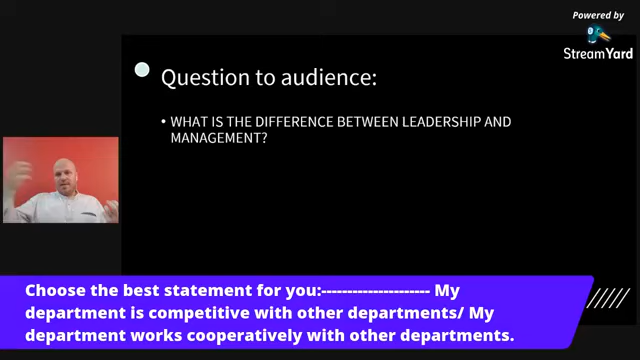 Powered by
StreamYard
Question to audience:
• WHAT IS THE DIFFERENCE BETWEEN LEADERSHIP AND
MANAGEMENT?
Choose the best statement for you:--------------------- My
department is competitive with other departments/ My
department works cooperatively with other departments.